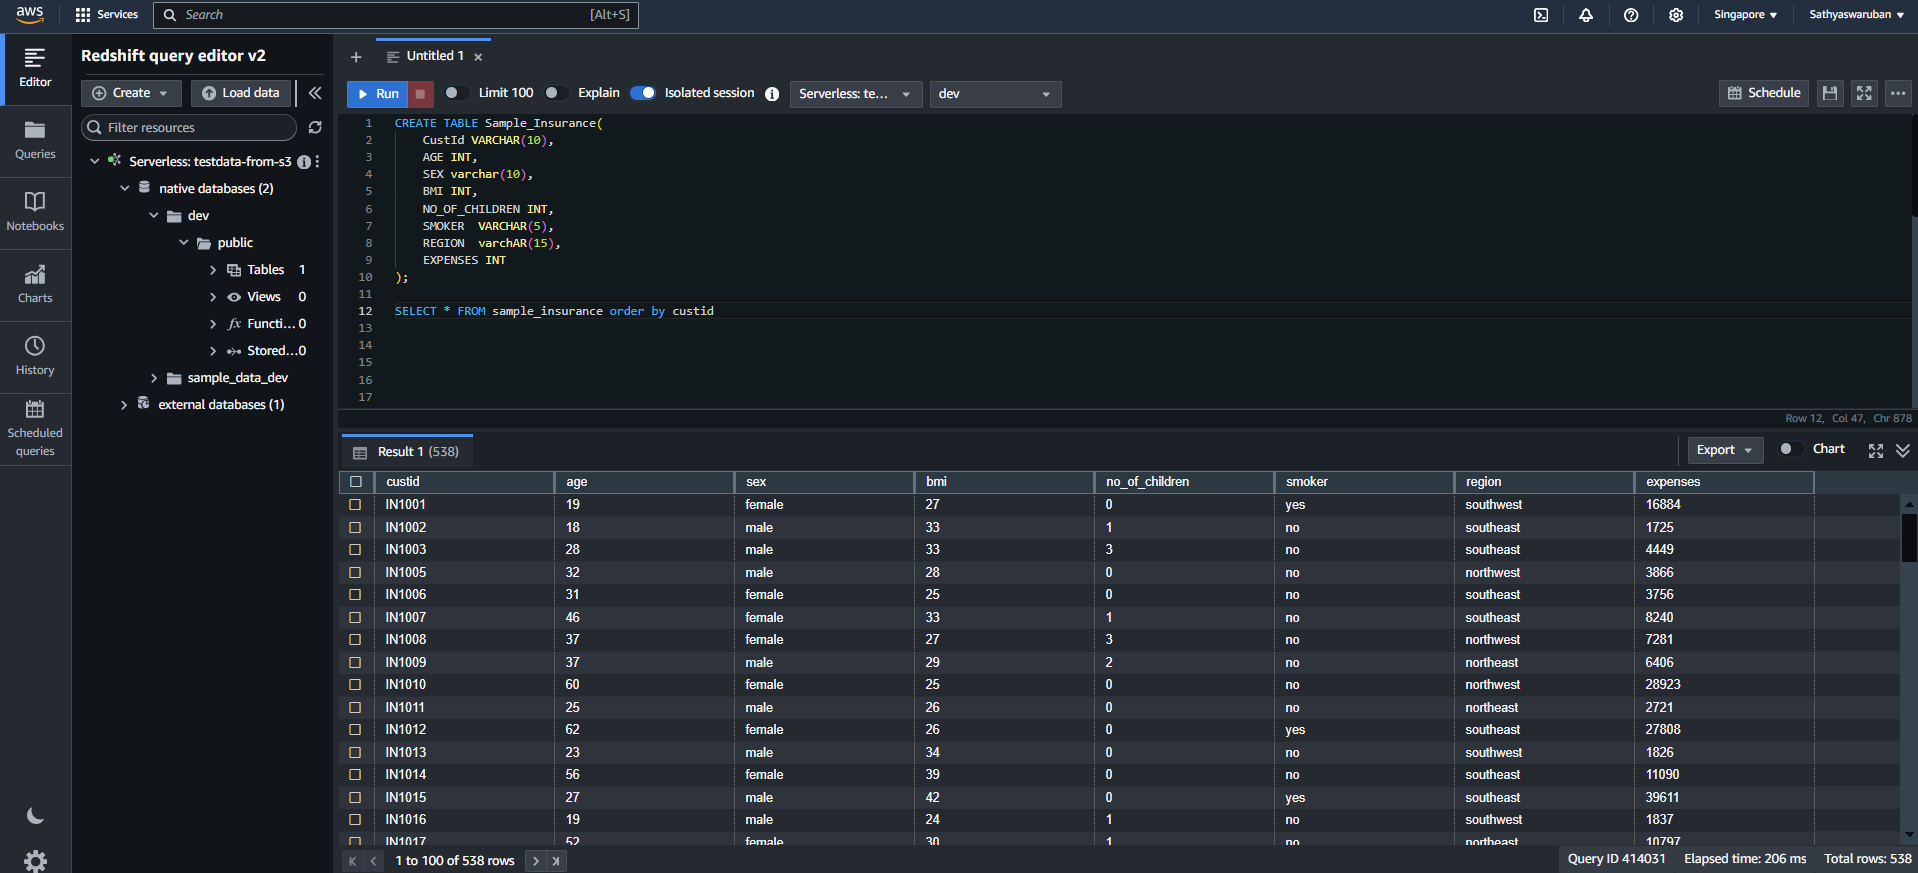 aws
Services
Search
[Alt+S]
Singapore
Sathyaswaruban
Editor
Queries
Notebooks
Charts
History
Scheduled
queries
Redshift query editor v2
Create
Load data
Filter resources
Serverless: testdata-from-s3
native databases (2)
dev
public
Tables 1
Views 0
fx Functi... 0
Stored... 0
sample_data_dev
external databases (1)
Untitled 1
Run
Limit 100
Explain
Isolated session
Serverless: te...
dev
Schedule
1 CREATE TABLE Sample_Insurance(
2 CustId VARCHAR(10),
3 AGE INT,
4 SEX varchar(10),
5 BMI INT,
6 NO_OF_CHILDREN INT,
7 SMOKER VARCHAR(5),
8 REGION varchAR(15),
9 EXPENSES INT
10 );
11
12 SELECT * FROM sample_insurance order by custid
13
14
15
16
17
Row 12, Col 47, Chr 878
Result 1 (538)
Export
Chart
custid age sex bmi no_of_children smoker region expenses
IN1001 19 female 27 0 yes southwest 16884
IN1002 18 male 33 1 no southeast 1725
IN1003 28 male 33 3 no southeast 4449
IN1005 32 male 28 0 no northwest 3866
IN1006 31 female 25 0 no southeast 3756
IN1007 46 female 33 1 no southeast 8240
IN1008 37 female 27 3 no northwest 7281
IN1009 37 male 29 2 no northeast 6406
IN1010 60 female 25 0 no northwest 28923
IN1011 25 male 26 0 no northeast 2721
IN1012 62 female 26 0 yes southeast 27808
IN1013 23 male 34 0 no southwest 1826
IN1014 56 female 39 0 no southeast 11090
IN1015 27 male 42 0 yes southeast 39611
IN1016 19 male 24 1 no southwest 1837
IN1017 52 female 30 1 no northeast 10797
1 to 100 of 538 rows
Query ID 414031 Elapsed time: 206 ms Total rows: 538